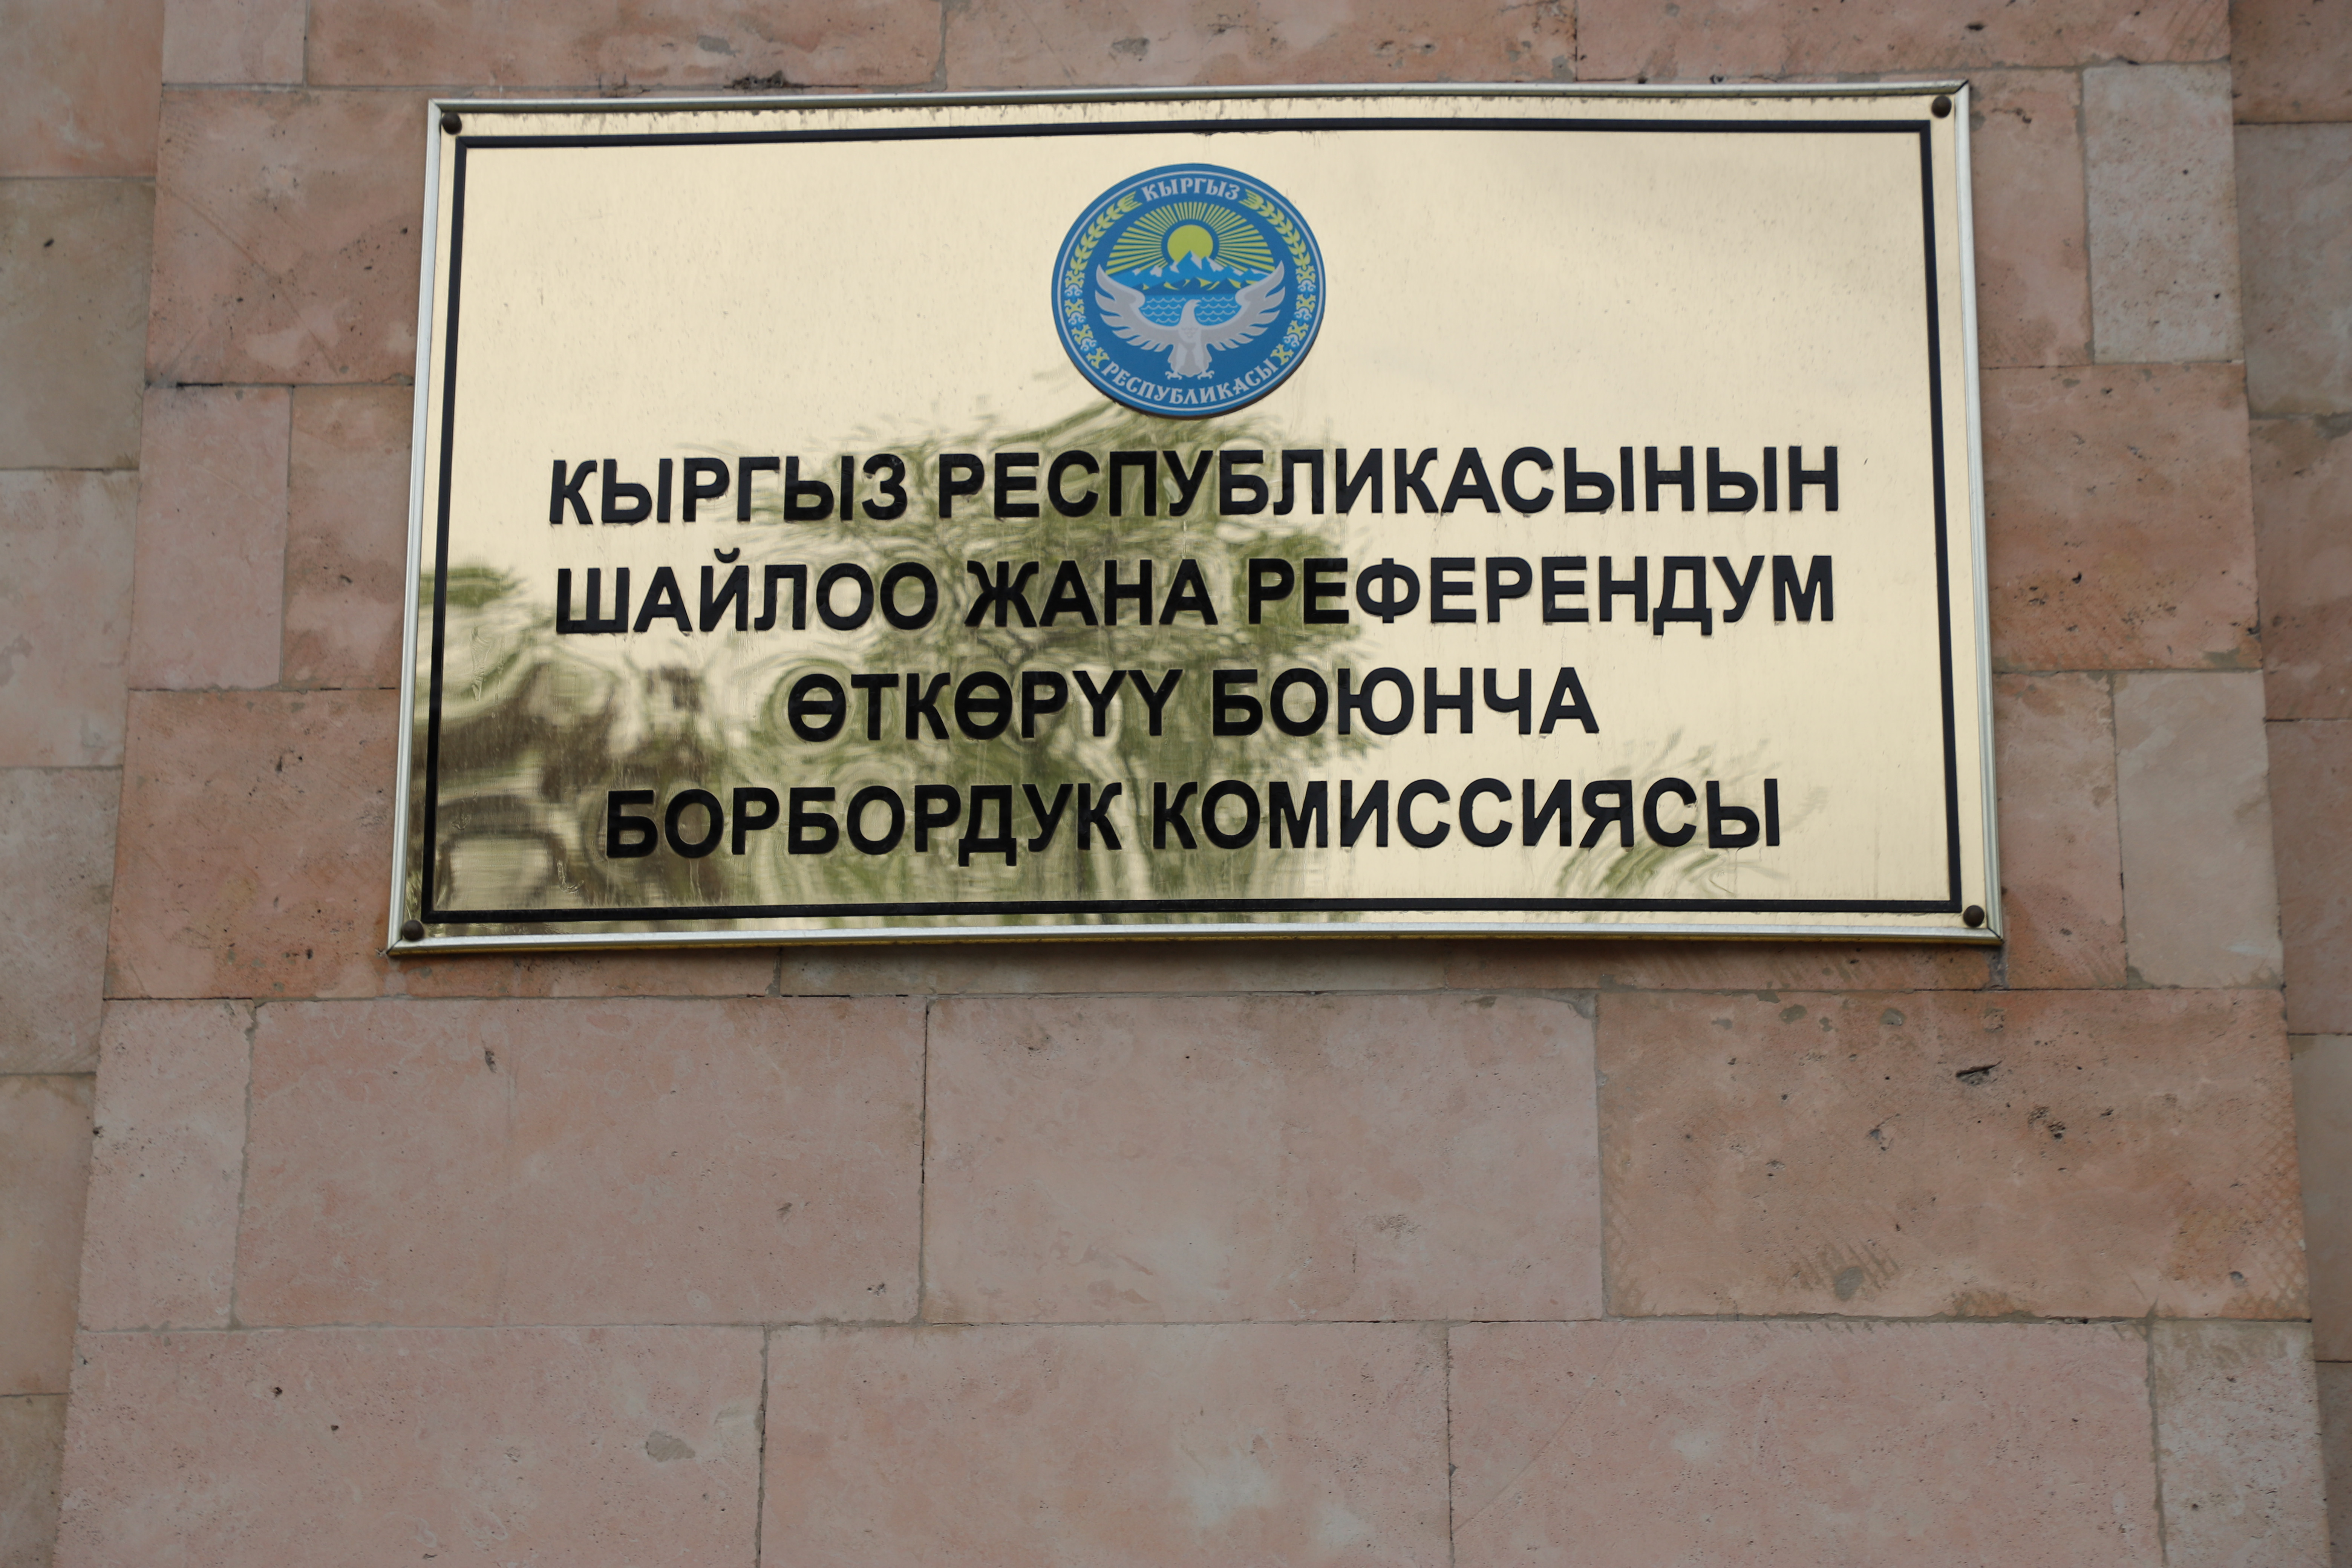 КЫРГЫЗ
РЕСПУБЛИКАСЫ
КЫРГЫЗ РЕСПУБЛИКАСЫНЫН
ШАЙЛОО ЖАНА РЕФЕРЕНДУМ
ӨТКӨРҮҮ БОЮНЧА
БОРБОРДУК КОМИССИЯСЫ